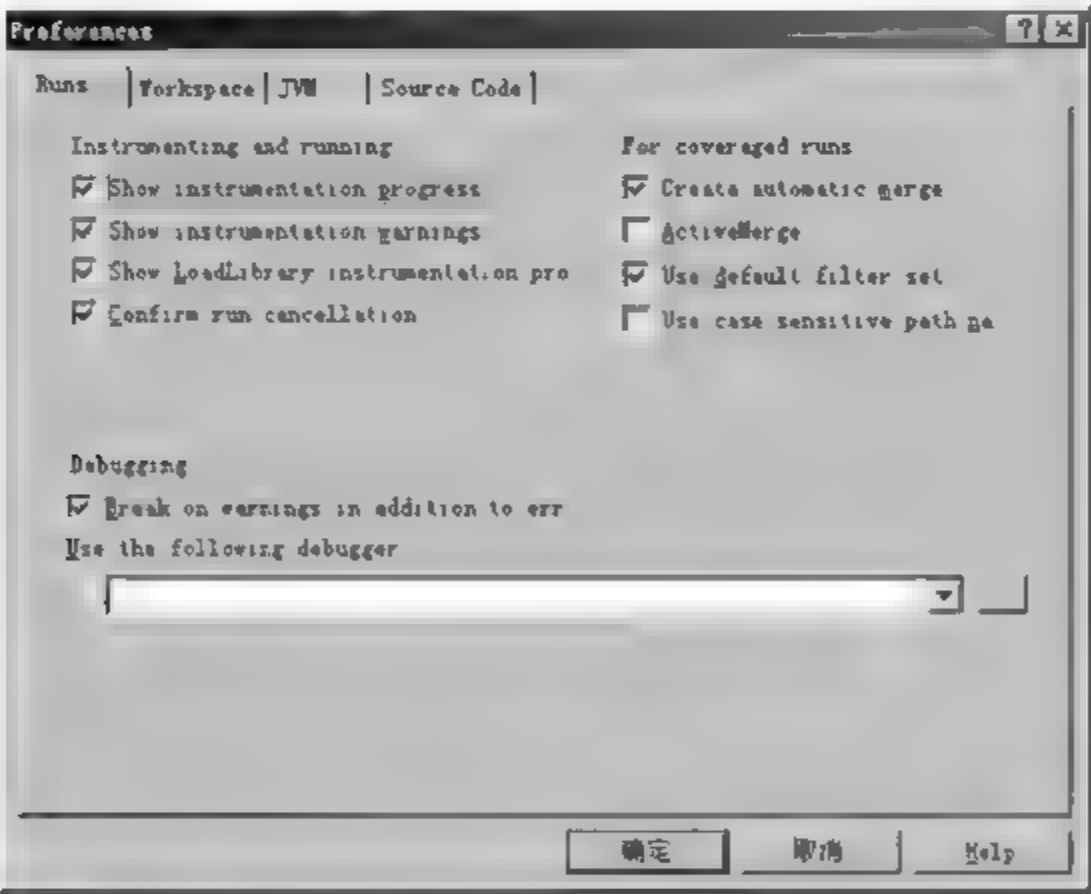 Preferences
Runs Workspace JVM Source Code
Instrumenting and running
Show instrumentation progress
Show instrumentation warnings
Show LoadLibrary instrumentation pro
Confirm run cancellation
For coveraged runs
Create automatic merge
ActiveMerge
Use default filter set
Use case sensitive path na
Debugging
Break on warnings in addition to err
Use the following debugger
确定 取消 Help